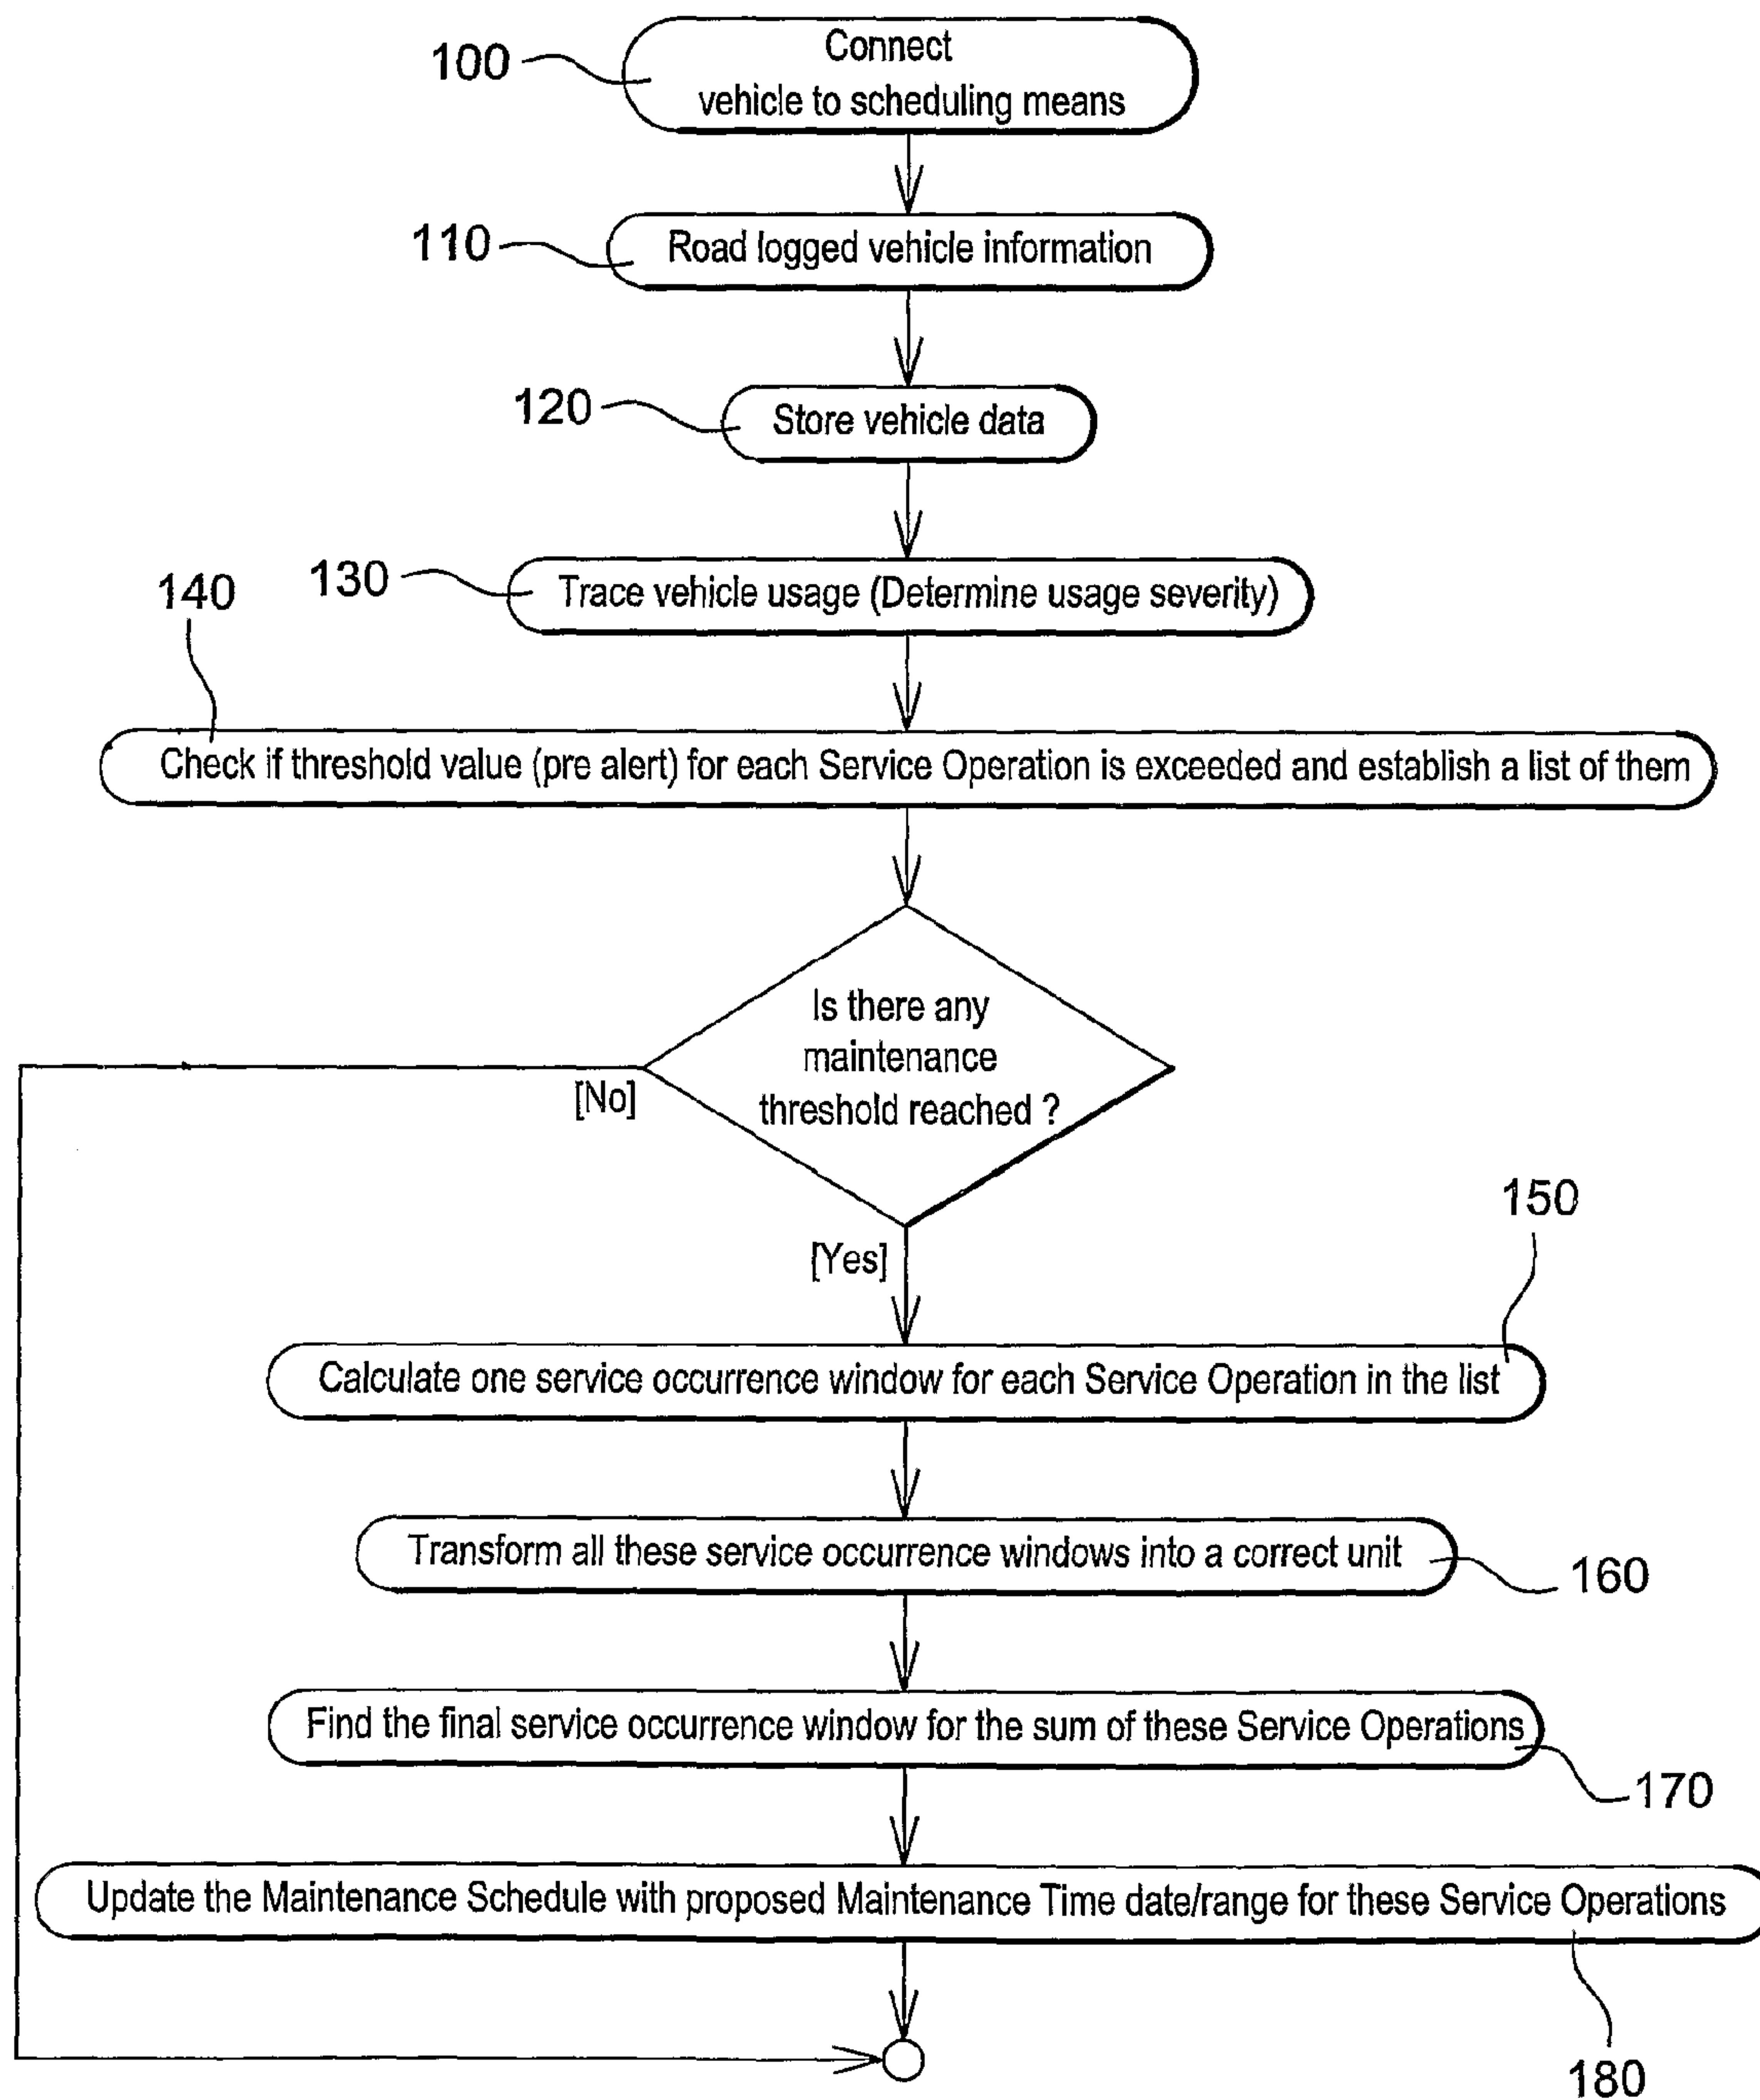 100
Connect
vehicle to scheduling means
110
Road logged vehicle information
120
Store vehicle data
130
Trace vehicle usage (Determine usage severity)
140
Check if threshold value (pre alert) for each Service Operation is exceeded and establish a list of them
Is there any
maintenance
threshold reached ?
[No]
[Yes]
150
Calculate one service occurrence window for each Service Operation in the list
Transform all these service occurrence windows into a correct unit
160
Find the final service occurrence window for the sum of these Service Operations
170
Update the Maintenance Schedule with proposed Maintenance Time date/range for these Service Operations
180